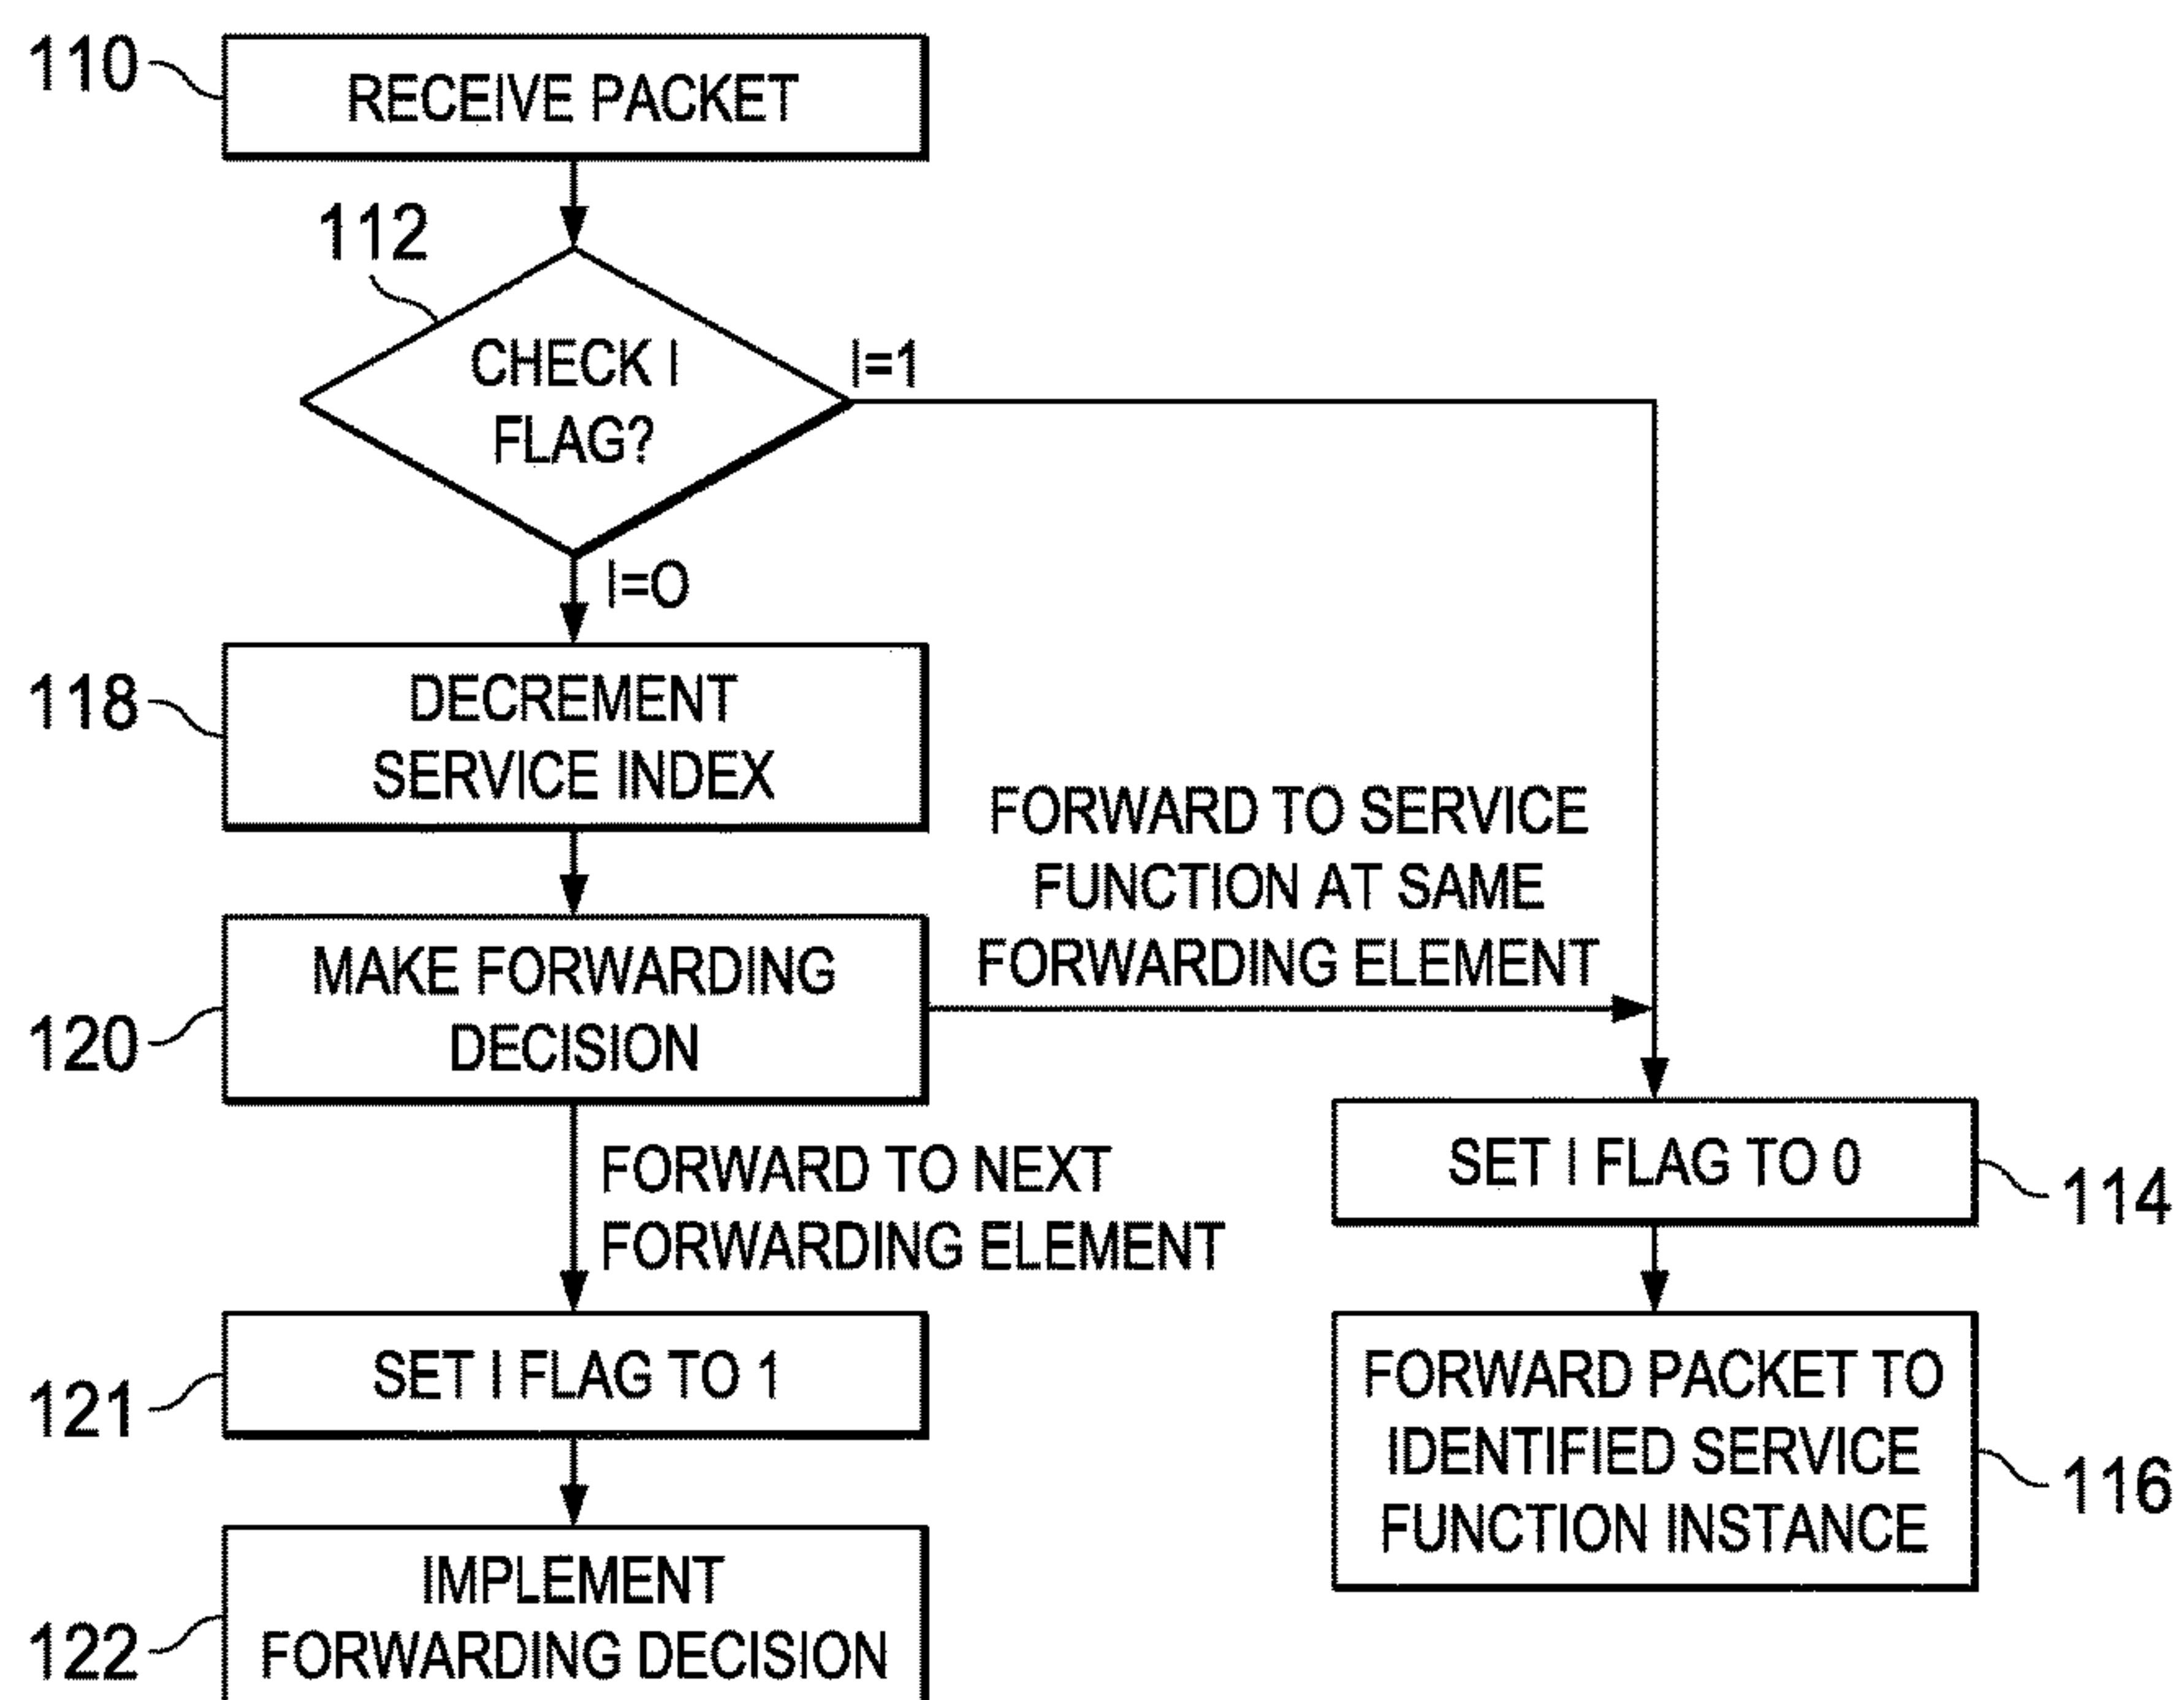 110
RECEIVE PACKET
112
CHECK I
FLAG?
I=1
I=O
118
DECREMENT
SERVICE INDEX
FORWARD TO SERVICE
FUNCTION AT SAME
FORWARDING ELEMENT
120
MAKE FORWARDING
DECISION
FORWARD TO NEXT
FORWARDING ELEMENT
SET I FLAG TO 0
114
121
SET I FLAG TO 1
FORWARD PACKET TO
IDENTIFIED SERVICE
FUNCTION INSTANCE
116
122
IMPLEMENT
FORWARDING DECISION